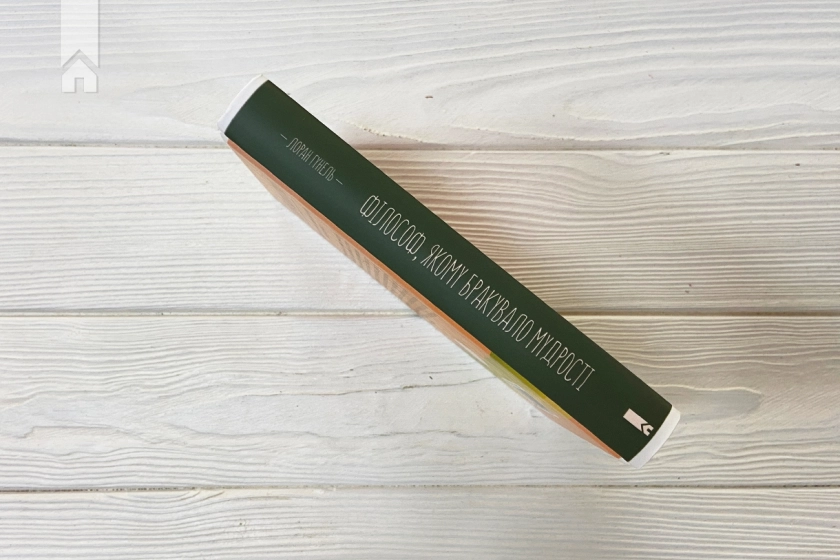 — ЛОРАН ГУНЕЛЬ —
ФІЛОСОФ, ЯКОМУ БРАКУВАЛО МУДРОСТІ